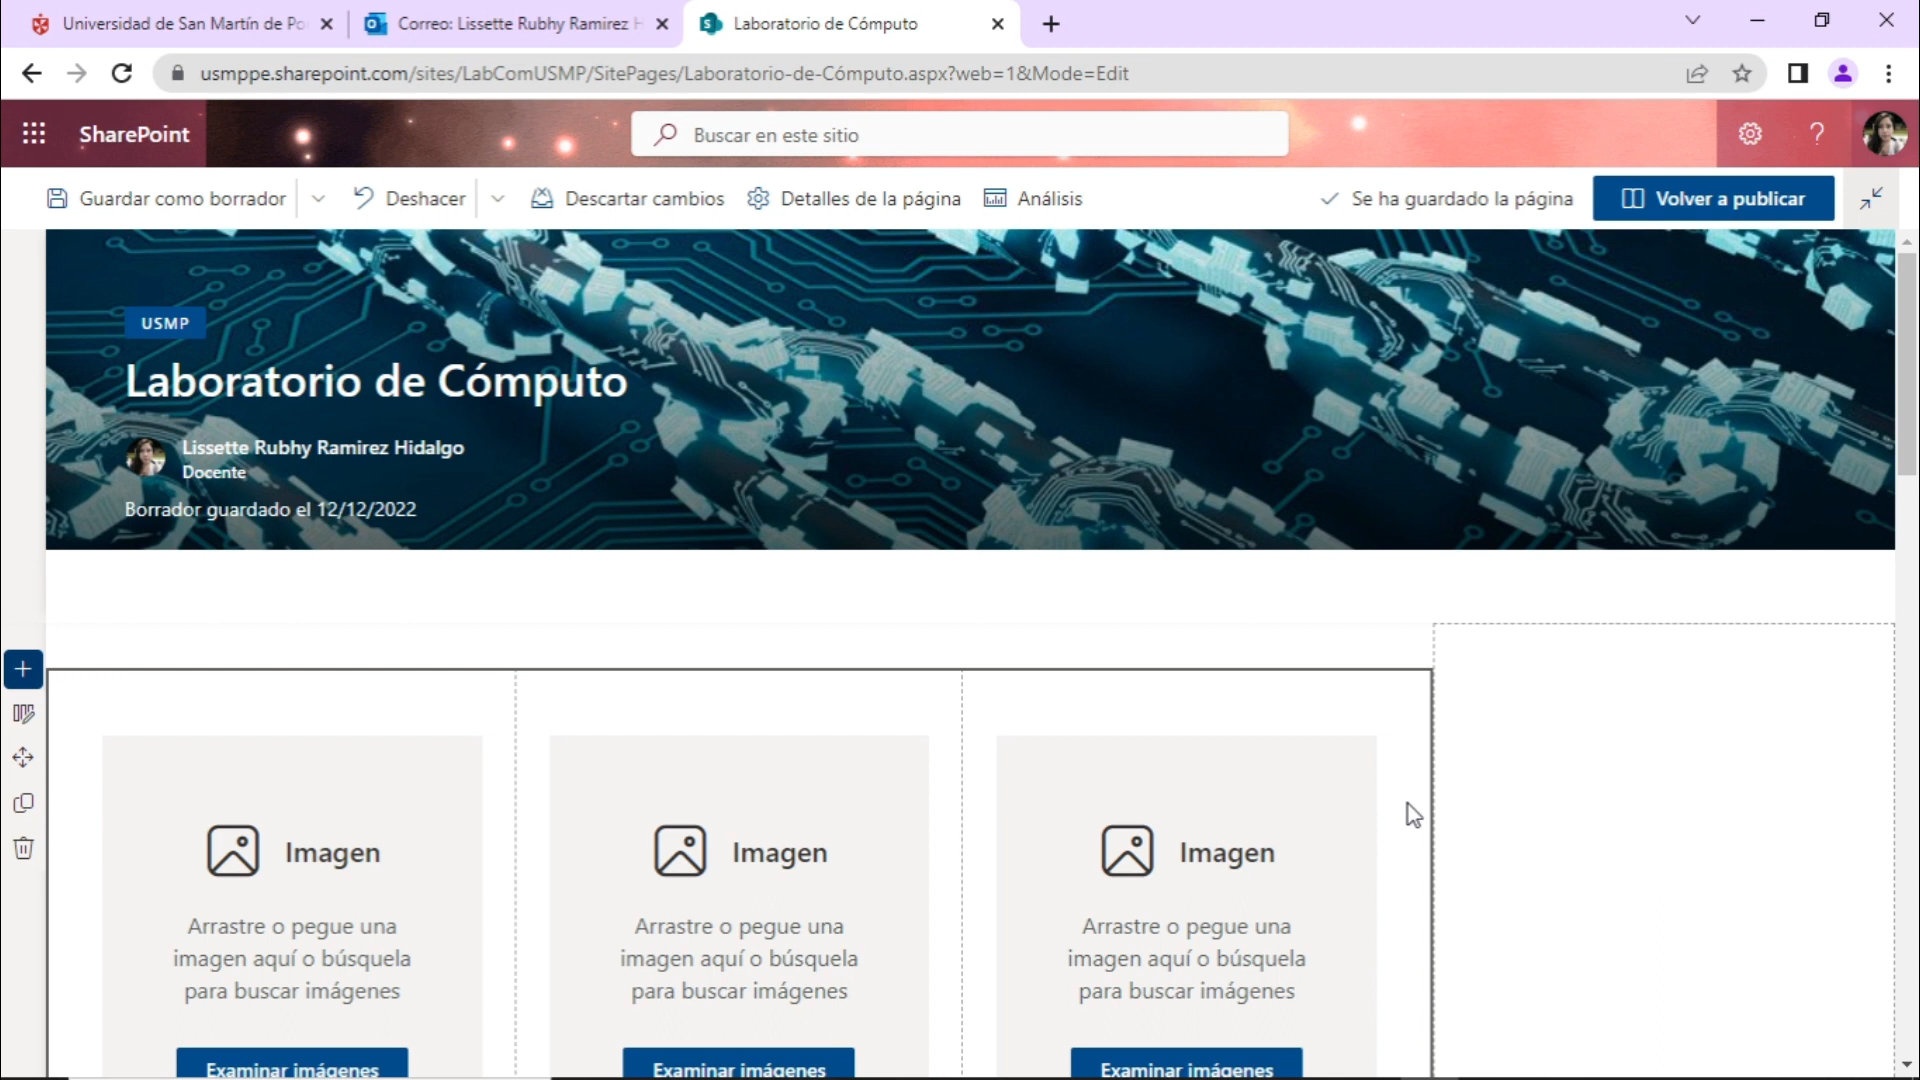 Universidad de San Martín de Po
Correo: Lissette Rubhy Ramirez H
Laboratorio de Cómputo
usmppe.sharepoint.com/sites/LabComUSMP/SitePages/Laboratorio-de-Cómputo.aspx?web=1&Mode=Edit
SharePoint
Buscar en este sitio
Guardar como borrador
Deshacer
Descartar cambios
Detalles de la página
Análisis
Se ha guardado la página
Volver a publicar
USMP
Laboratorio de Cómputo
Lissette Rubhy Ramirez Hidalgo
Docente
Borrador guardado el 12/12/2022
Imagen
Arrastre o pegue una
imagen aquí o búsquela
para buscar imágenes
Examinar imágenes
Imagen
Arrastre o pegue una
imagen aquí o búsquela
para buscar imágenes
Examinar imágenes
Imagen
Arrastre o pegue una
imagen aquí o búsquela
para buscar imágenes
Examinar imágenes